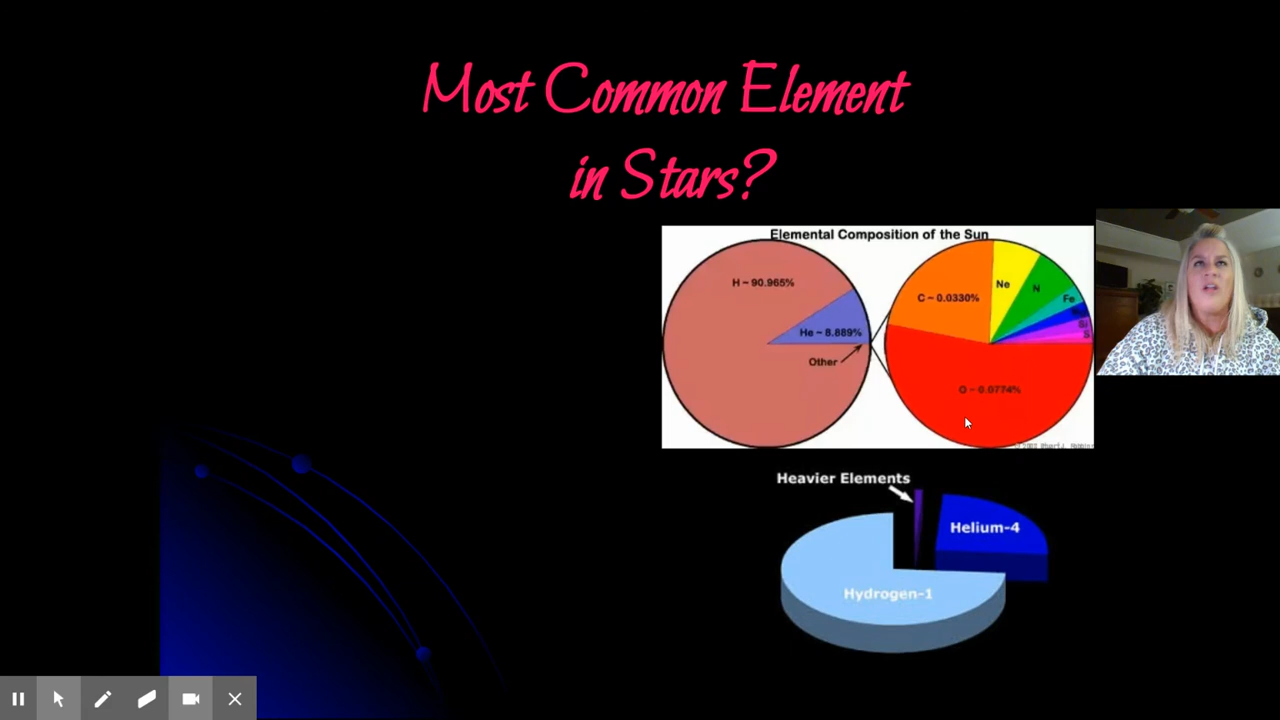 Most Common Element
in Stars?
Elemental Composition of the Sun
H ~ 90.965%
He ~ 8.889%
Other
C ~ 0.0330%
Ne
N
Fe
Si
S
O ~ 0.0774%
Heavier Elements
Helium-4
Hydrogen-1